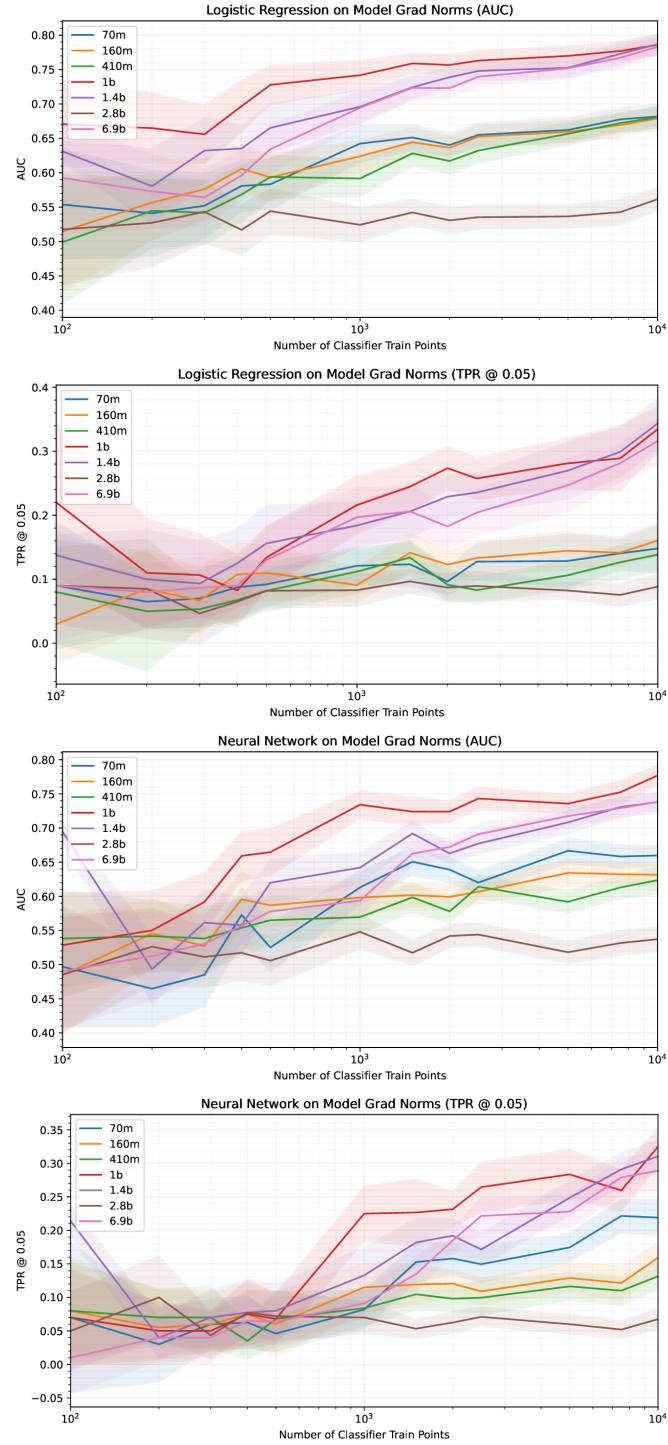 Logistic Regression on Model Grad Norms (AUC)
0.80
0.75
0.70
0.65
0.60
0.55
0.50
0.45
0.40
AUC
70m
160m
410m
1b
1.4b
2.8b
6.9b
10²
10³
10⁴
Number of Classifier Train Points
Logistic Regression on Model Grad Norms (TPR @ 0.05)
0.4
0.3
0.2
0.1
0.0
TPR @ 0.05
70m
160m
410m
1b
1.4b
2.8b
6.9b
10²
10³
10⁴
Number of Classifier Train Points
Neural Network on Model Grad Norms (AUC)
0.80
0.75
0.70
0.65
0.60
0.55
0.50
0.45
0.40
AUC
70m
160m
410m
1b
1.4b
2.8b
6.9b
10²
10³
10⁴
Number of Classifier Train Points
Neural Network on Model Grad Norms (TPR @ 0.05)
0.35
0.30
0.25
0.20
0.15
0.10
0.05
0.00
−0.05
TPR @ 0.05
70m
160m
410m
1b
1.4b
2.8b
6.9b
10²
10³
10⁴
Number of Classifier Train Points